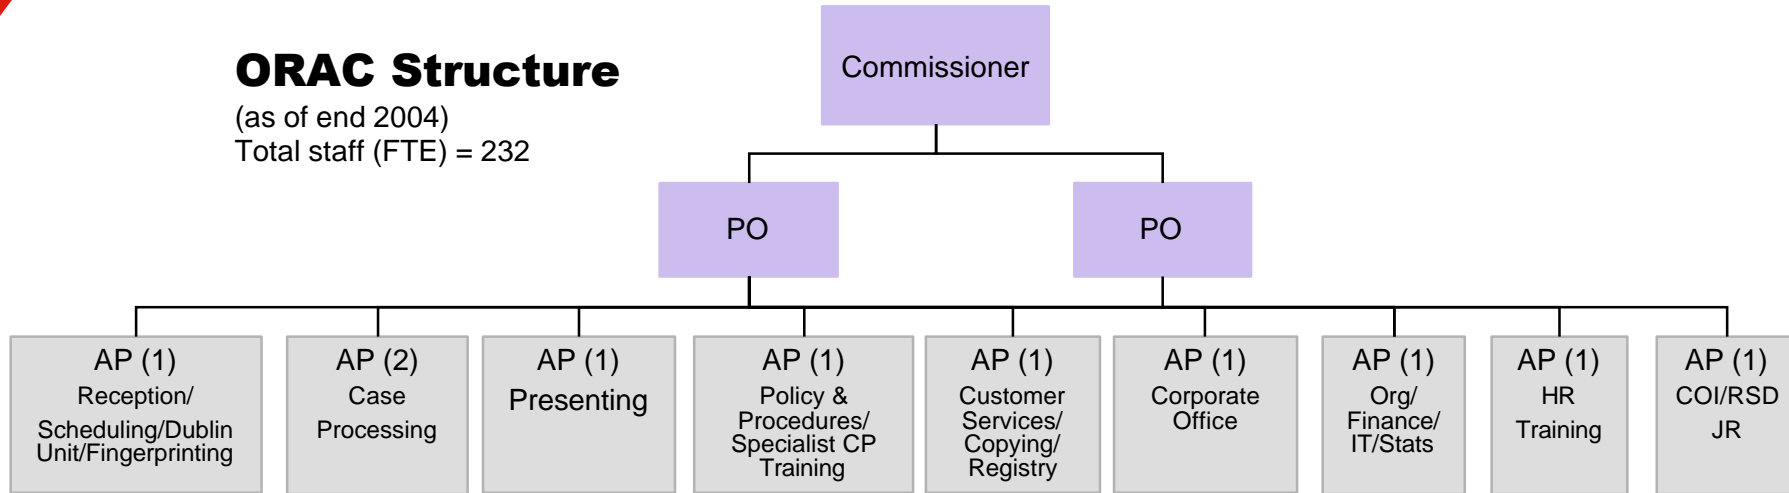 ORAC Structure
(as of end 2004)
Total staff (FTE) = 232
Commissioner
PO
PO
AP (1)
Reception/
Scheduling/Dublin
Unit/Fingerprinting
AP (2)
Case
Processing
AP (1)
Presenting
AP (1)
Policy &
Procedures/
Specialist CP
Training
AP (1)
Customer
Services/
Copying/
Registry
AP (1)
Corporate
Office
AP (1)
Org/
Finance/
IT/Stats
AP (1)
HR
Training
AP (1)
COI/RSD
JR